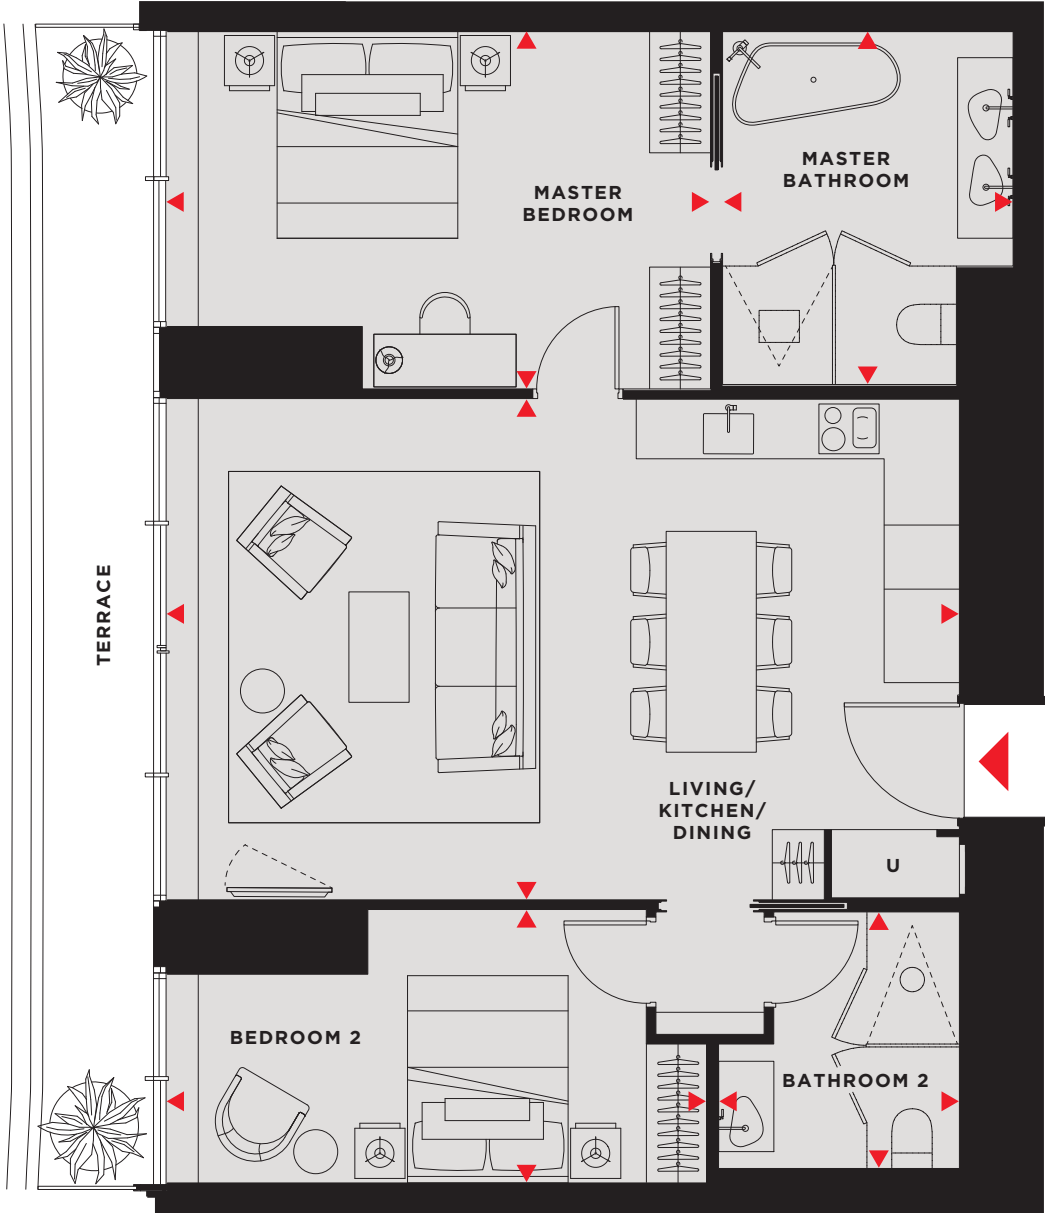 MASTER
BEDROOM
MASTER
BATHROOM
TERRACE
LIVING/
KITCHEN/
DINING
U
BEDROOM 2
BATHROOM 2